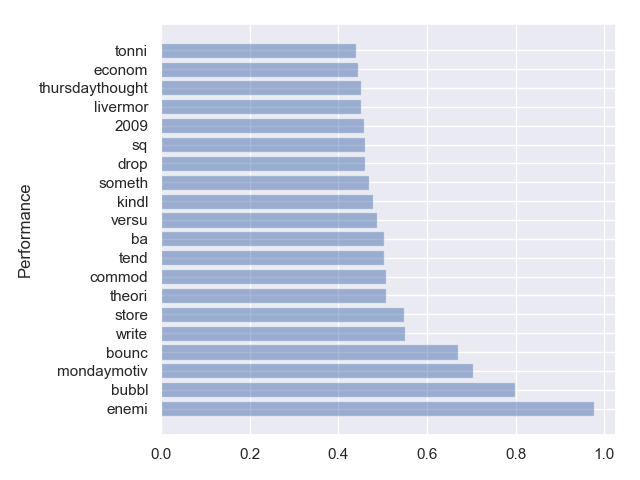 tonni
econom
thursdaythought
livermor
2009
sq
drop
someth
kindl
versu
ba
tend
commod
theori
store
write
bounc
mondaymotiv
bubbl
enemi
Performance
0.0 0.2 0.4 0.6 0.8 1.0